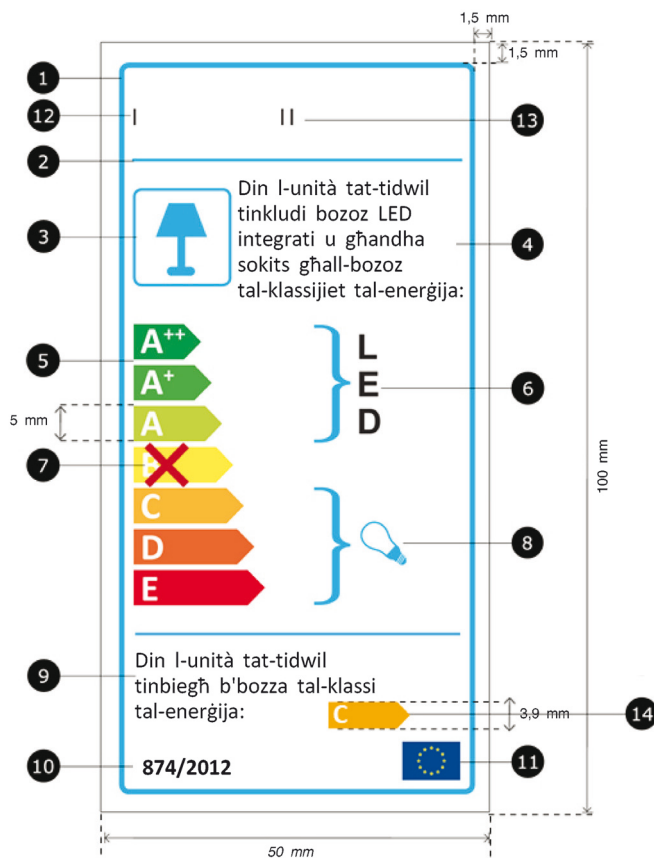 1,5 mm
1,5 mm
1
12
I
II
13
2
Din l-unità tat-tidwil
tinkludi bozoz LED
integrati u għandha
sokits għall-bozoz
tal-klassijiet tal-enerġija:
3
4
A++
L
5
A+
E
6
5 mm
A
D
7
100 mm
C
D
8
E
Din l-unità tat-tidwil
tinbiegħ b'bozza tal-klassi
tal-enerġija:
9
C
3,9 mm
14
10
874/2012
11
50 mm